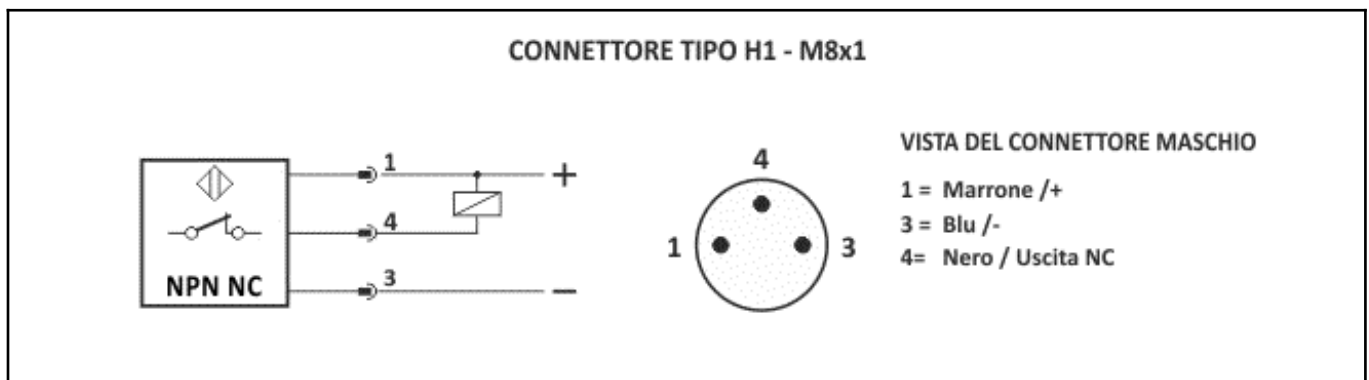 CONNETTORE TIPO H1 - M8x1
1
+
4
3
−
NPN NC
4
1
3
VISTA DEL CONNETTORE MASCHIO
1 = Marrone /+
3 = Blu /-
4= Nero / Uscita NC